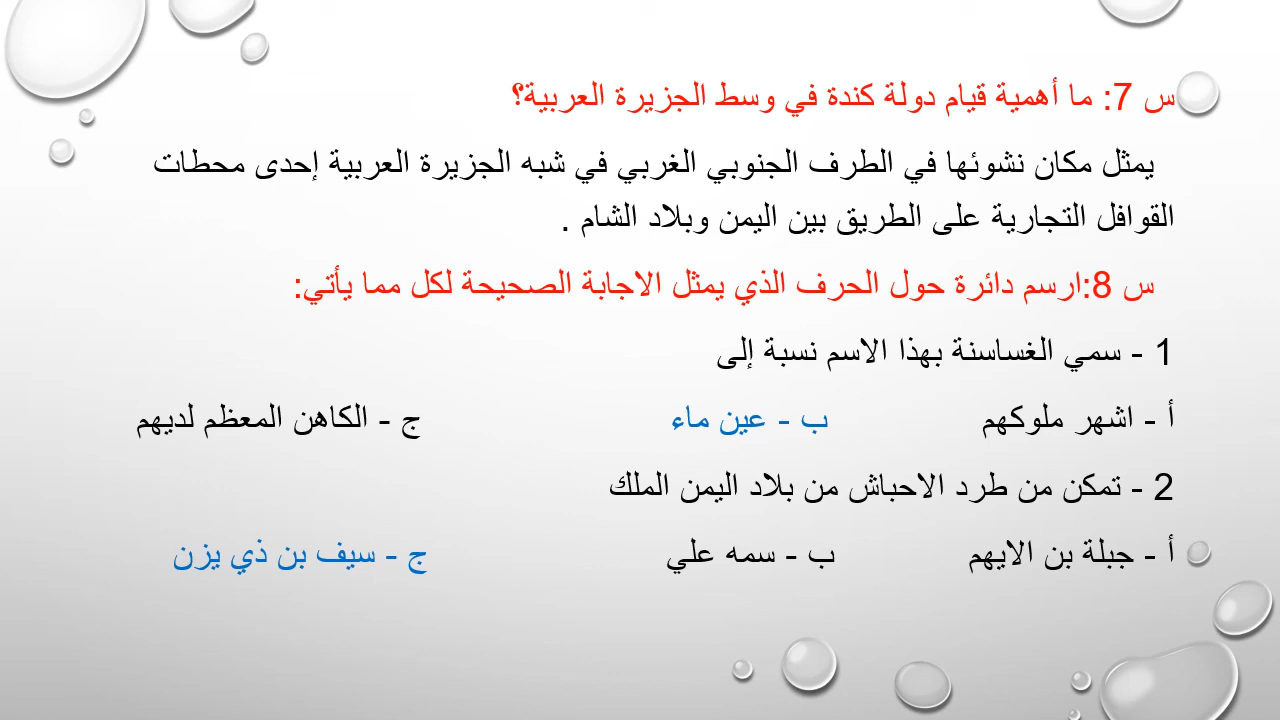 س 7: ما أهمية قيام دولة كندة في وسط الجزيرة العربية؟
يمثل مكان نشوئها في الطرف الجنوبي الغربي في شبه الجزيرة العربية إحدى محطات
القوافل التجارية على الطريق بين اليمن وبلاد الشام .
س 8:ارسم دائرة حول الحرف الذي يمثل الاجابة الصحيحة لكل مما يأتي:
1 - سمي الغساسنة بهذا الاسم نسبة إلى
أ - اشهر ملوكهم ب - عين ماء ج - الكاهن المعظم لديهم
2 - تمكن من طرد الاحباش من بلاد اليمن الملك
أ - جبلة بن الايهم ب - سمه علي ج - سيف بن ذي يزن